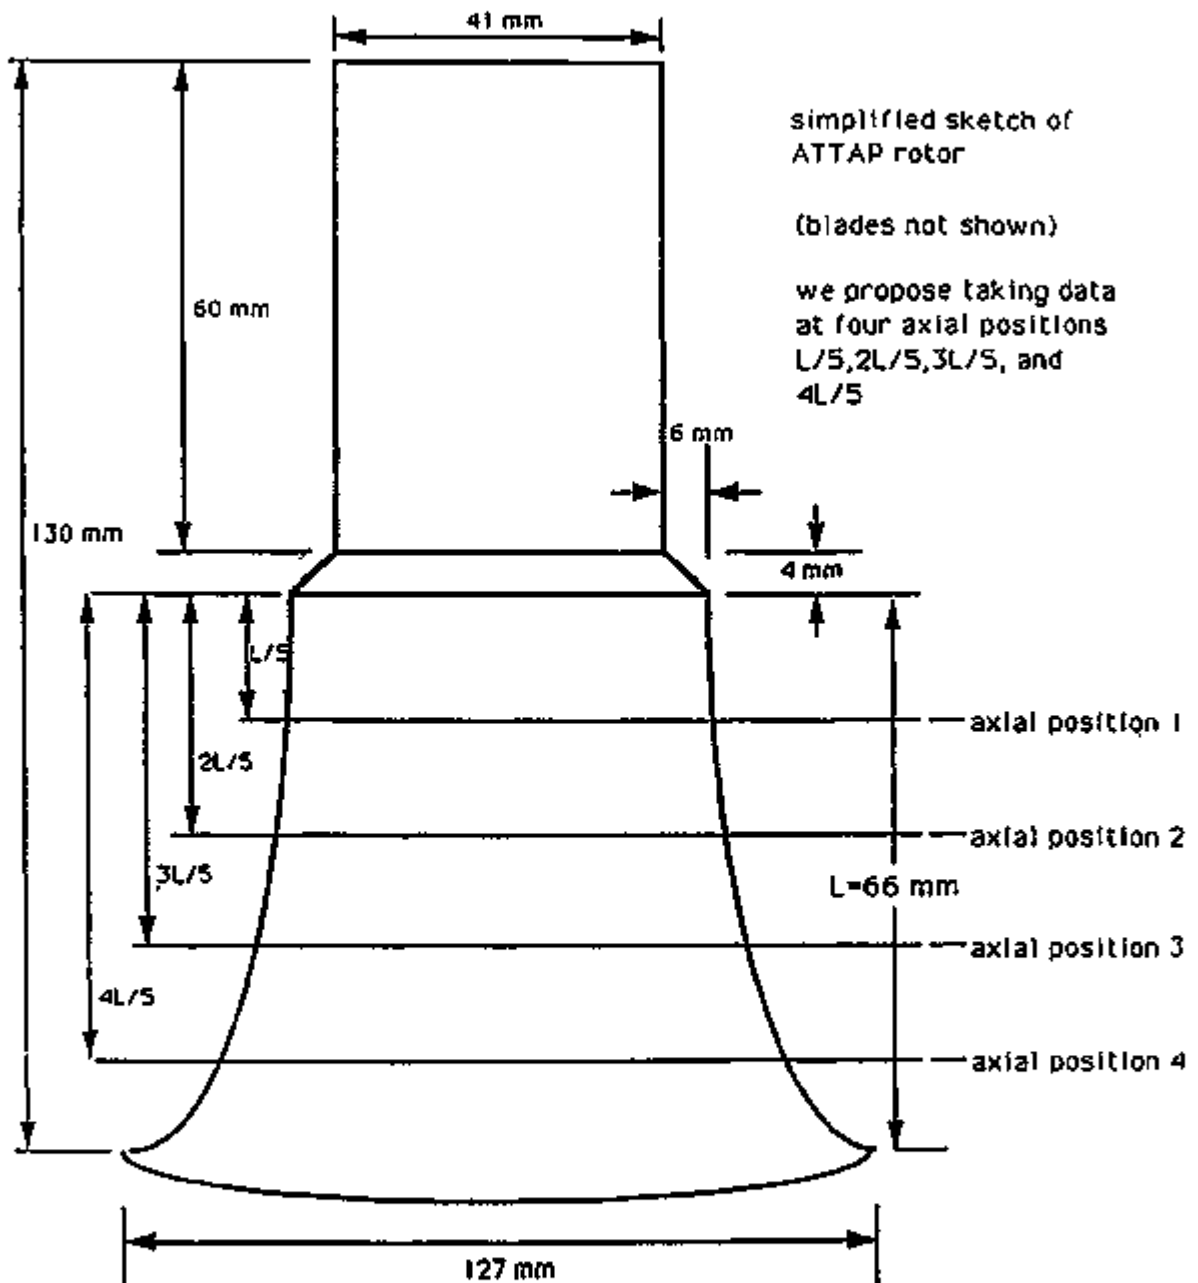 41 mm
simplified sketch of
ATTAP rotor
(blades not shown)
we propose taking data
at four axial positions
L/5,2L/5,3L/5, and
4L/5
60 mm
6 mm
130 mm
4 mm
L/5
axial position 1
2L/5
axial position 2
3L/5
L=66 mm
axial position 3
4L/5
axial position 4
127 mm